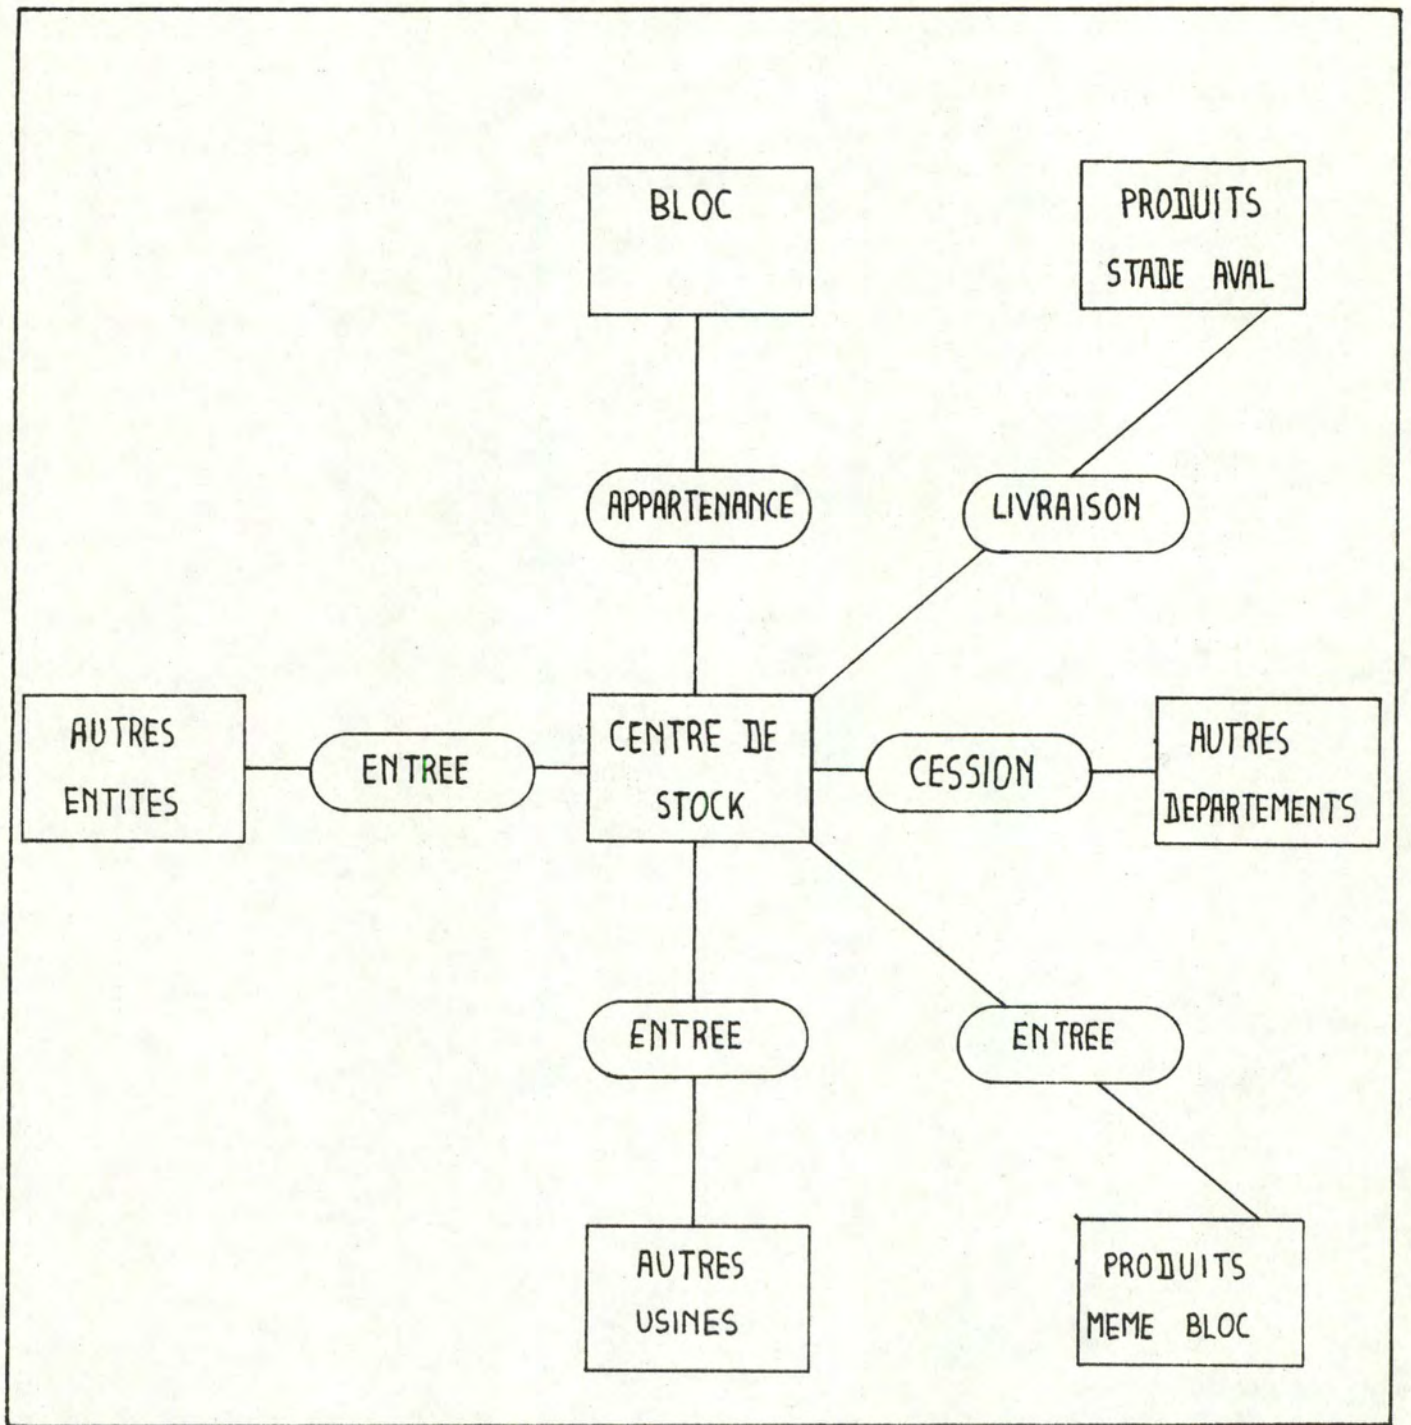 BLOC
PRODUITS
STADE AVAL
APPARTENANCE
LIVRAISON
AUTRES
ENTITES
ENTREE
CENTRE DE
STOCK
CESSION
AUTRES
DEPARTEMENTS
ENTREE
ENTREE
AUTRES
USINES
PRODUITS
MEME BLOC